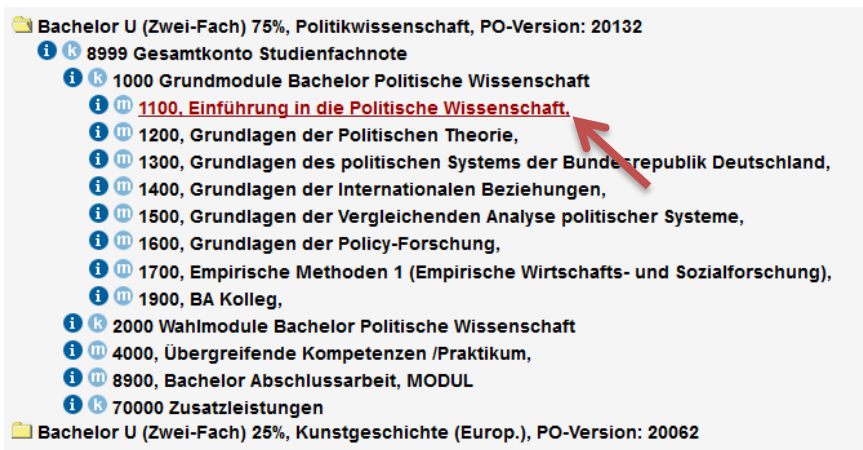 Bachelor U (Zwei-Fach) 75%, Politikwissenschaft, PO-Version: 20132
i k 8999 Gesamtkonto Studienfachnote
i k 1000 Grundmodule Bachelor Politische Wissenschaft
i m 1100, Einführung in die Politische Wissenschaft,
i m 1200, Grundlagen der Politischen Theorie,
i m 1300, Grundlagen des politischen Systems der Bundesrepublik Deutschland,
i m 1400, Grundlagen der Internationalen Beziehungen,
i m 1500, Grundlagen der Vergleichenden Analyse politischer Systeme,
i m 1600, Grundlagen der Policy-Forschung,
i m 1700, Empirische Methoden 1 (Empirische Wirtschafts- und Sozialforschung),
i m 1900, BA Kolleg,
i k 2000 Wahlmodule Bachelor Politische Wissenschaft
i m 4000, Übergreifende Kompetenzen /Praktikum,
i m 8900, Bachelor Abschlussarbeit, MODUL
i k 70000 Zusatzleistungen
Bachelor U (Zwei-Fach) 25%, Kunstgeschichte (Europ.), PO-Version: 20062